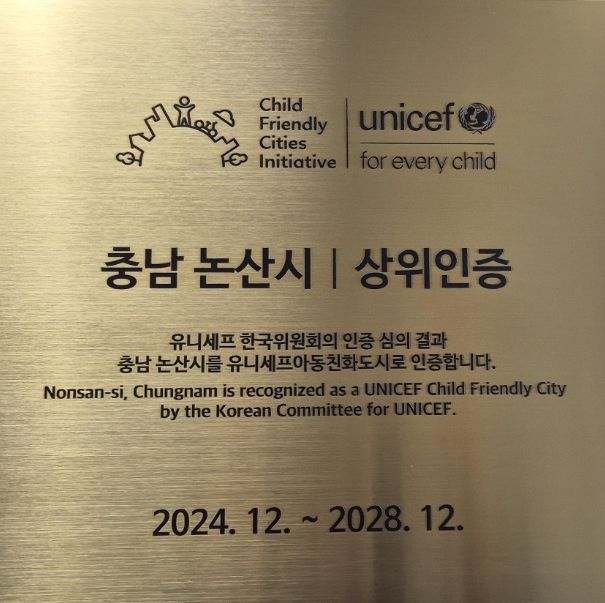 Child
Friendly
Cities
Initiative
unicef
for every child
충남 논산시 | 상위인증
유니세프 한국위원회의 인증 심의 결과
충남 논산시를 유니세프아동친화도시로 인증합니다.
Nonsan-si, Chungnam is recognized as a UNICEF Child Friendly City
by the Korean Committee for UNICEF.
2024. 12. ~ 2028. 12.